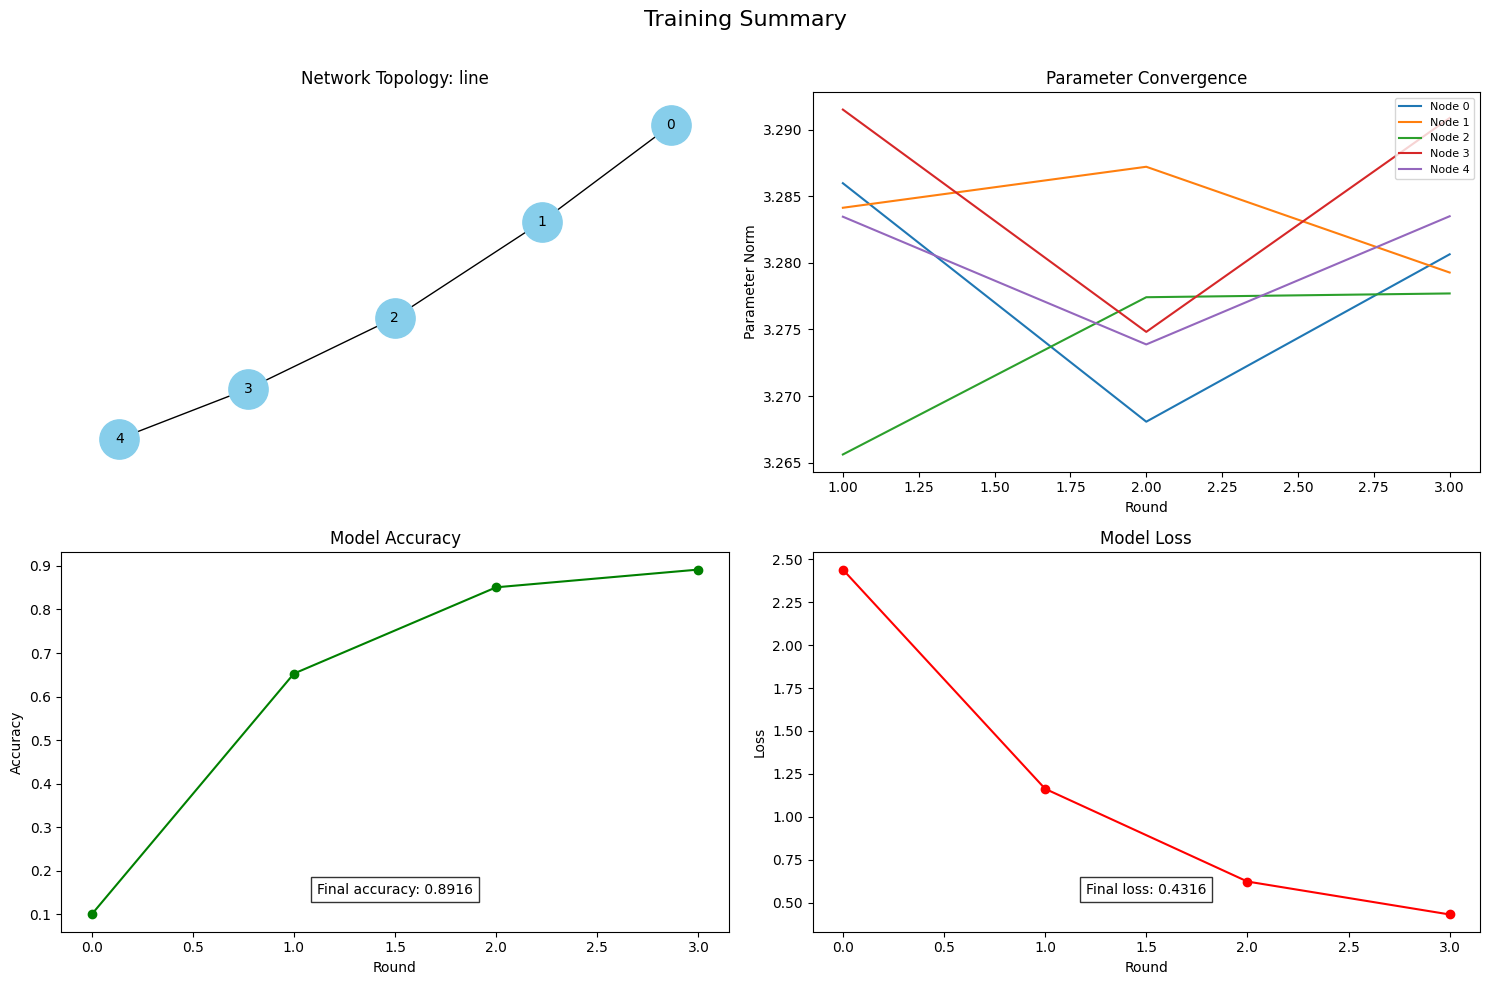 Training Summary
Network Topology: line
0
1
2
3
4
Parameter Convergence
Parameter Norm
3.290
3.285
3.280
3.275
3.270
3.265
Node 0
Node 1
Node 2
Node 3
Node 4
1.00 1.25 1.50 1.75 2.00 2.25 2.50 2.75 3.00
Round
Model Accuracy
Accuracy
0.9
0.8
0.7
0.6
0.5
0.4
0.3
0.2
0.1
Final accuracy: 0.8916
0.0 0.5 1.0 1.5 2.0 2.5 3.0
Round
Model Loss
Loss
2.50
2.25
2.00
1.75
1.50
1.25
1.00
0.75
0.50
Final loss: 0.4316
0.0 0.5 1.0 1.5 2.0 2.5 3.0
Round